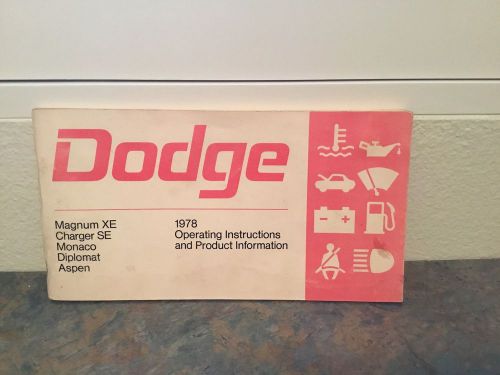 Dodge
Magnum XE
Charger SE
Monaco
Diplomat
Aspen
1978
Operating Instructions
and Product Information